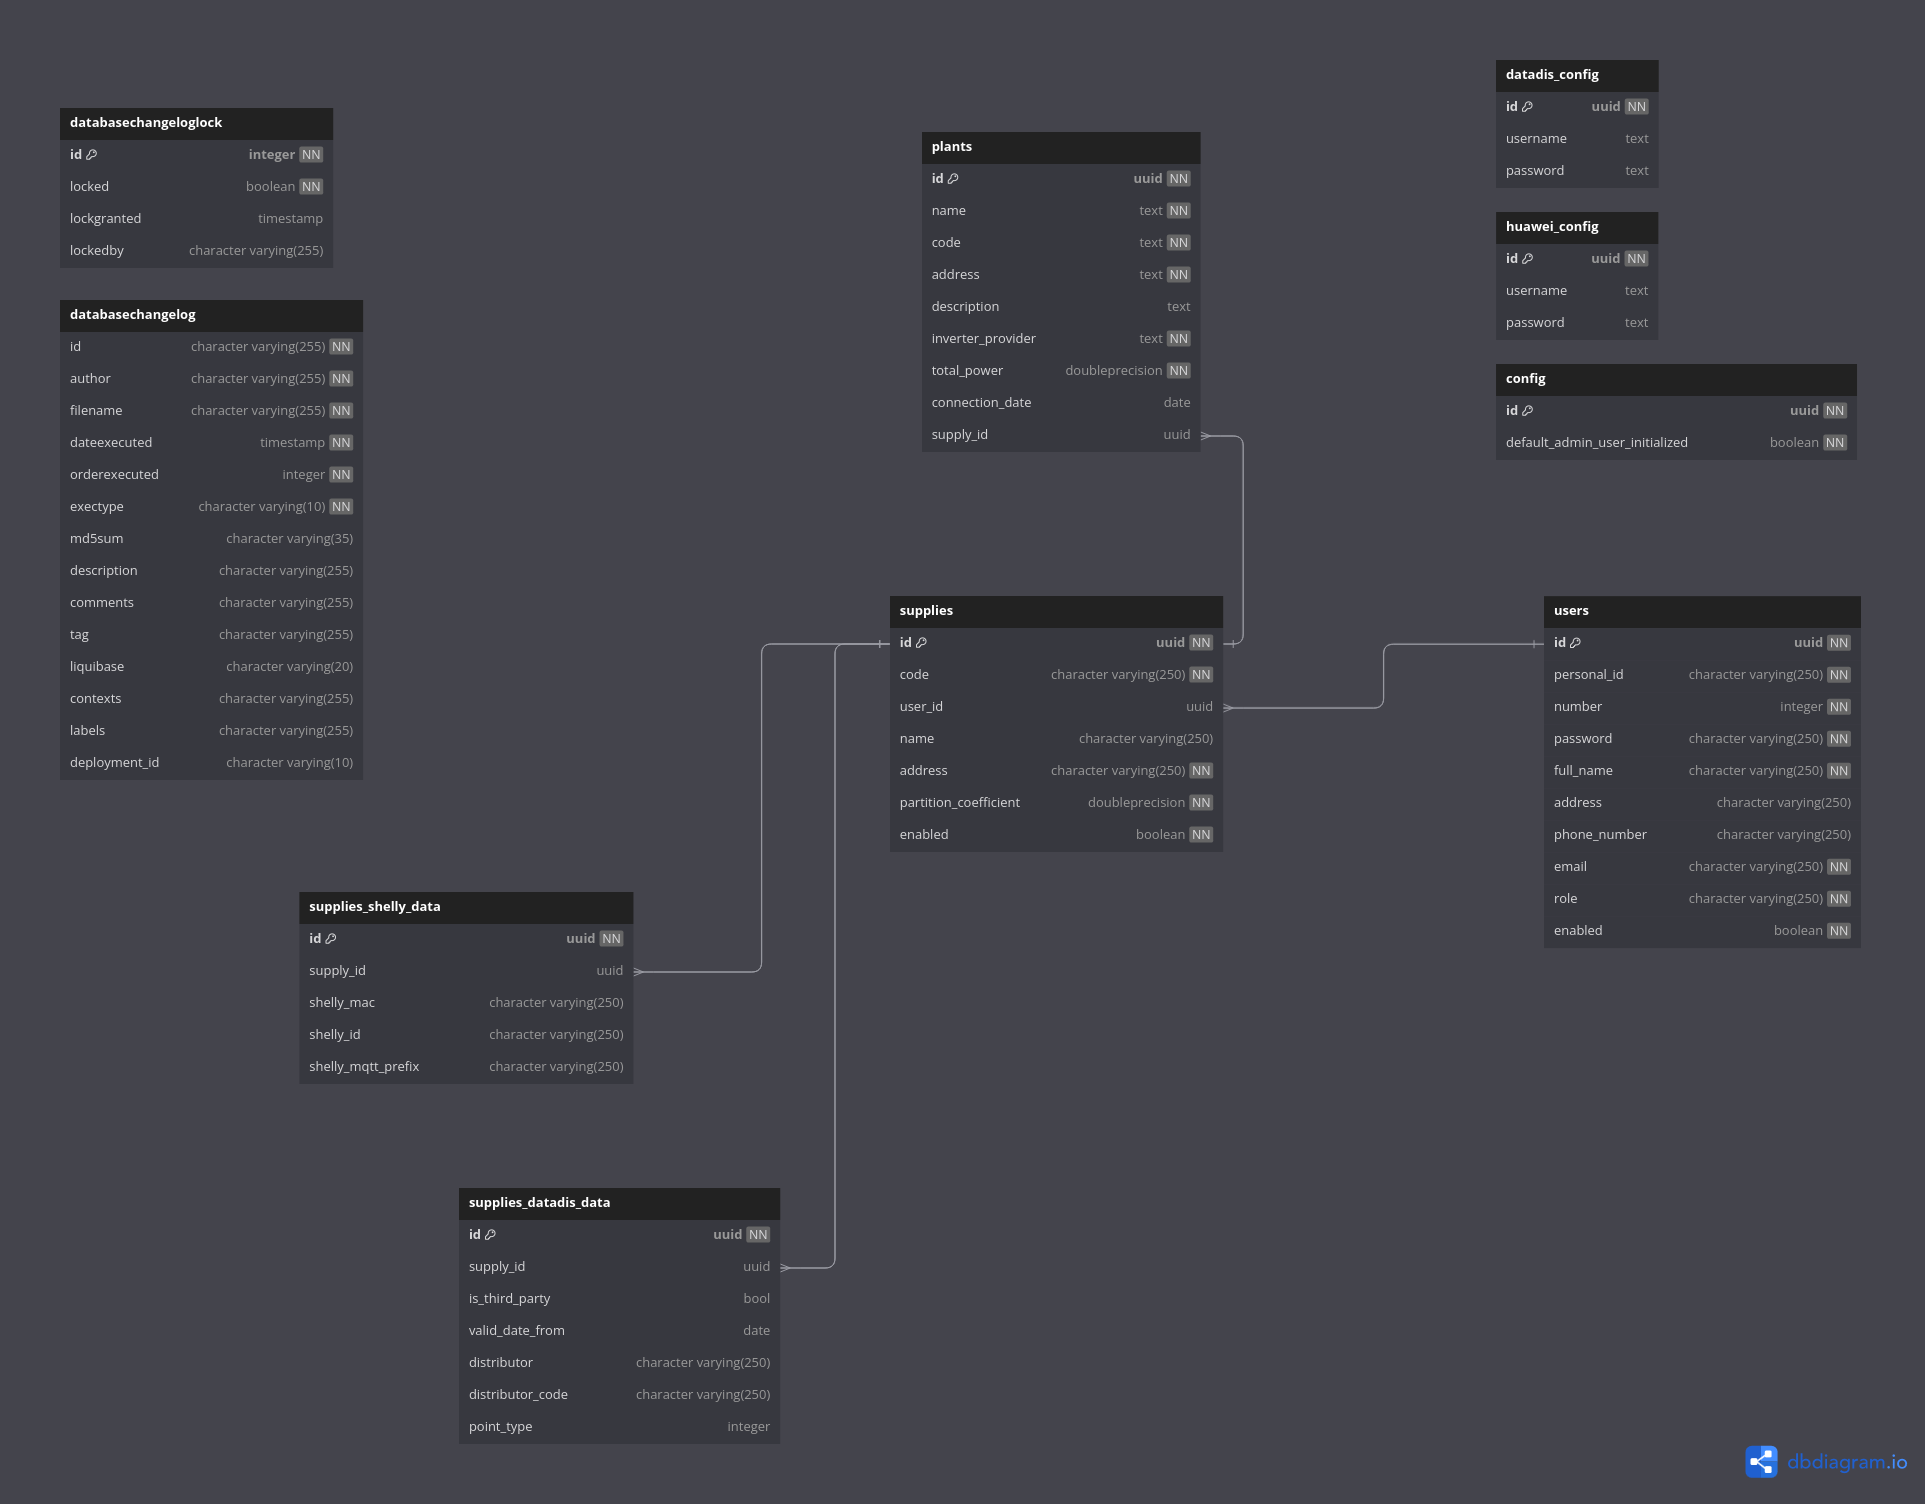 databasechangeloglock
id integer NN
locked boolean NN
lockgranted timestamp
lockedby character varying(255)
databasechangelog
id character varying(255) NN
author character varying(255) NN
filename character varying(255) NN
dateexecuted timestamp NN
orderexecuted integer NN
exectype character varying(10) NN
md5sum character varying(35)
description character varying(255)
comments character varying(255)
tag character varying(255)
liquibase character varying(20)
contexts character varying(255)
labels character varying(255)
deployment_id character varying(10)
plants
id uuid NN
name text NN
code text NN
address text NN
description text
inverter_provider text NN
total_power doubleprecision NN
connection_date date
supply_id uuid
datadis_config
id uuid NN
username text
password text
huawei_config
id uuid NN
username text
password text
config
id uuid NN
default_admin_user_initialized boolean NN
supplies
id uuid NN
code character varying(250) NN
user_id uuid
name character varying(250)
address character varying(250) NN
partition_coefficient doubleprecision NN
enabled boolean NN
users
id uuid NN
personal_id character varying(250) NN
number integer NN
password character varying(250) NN
full_name character varying(250) NN
address character varying(250)
phone_number character varying(250)
email character varying(250) NN
role character varying(250) NN
enabled boolean NN
supplies_shelly_data
id uuid NN
supply_id uuid
shelly_mac character varying(250)
shelly_id character varying(250)
shelly_mqtt_prefix character varying(250)
supplies_datadis_data
id uuid NN
supply_id uuid
is_third_party bool
valid_date_from date
distributor character varying(250)
distributor_code character varying(250)
point_type integer
dbdiagram.io